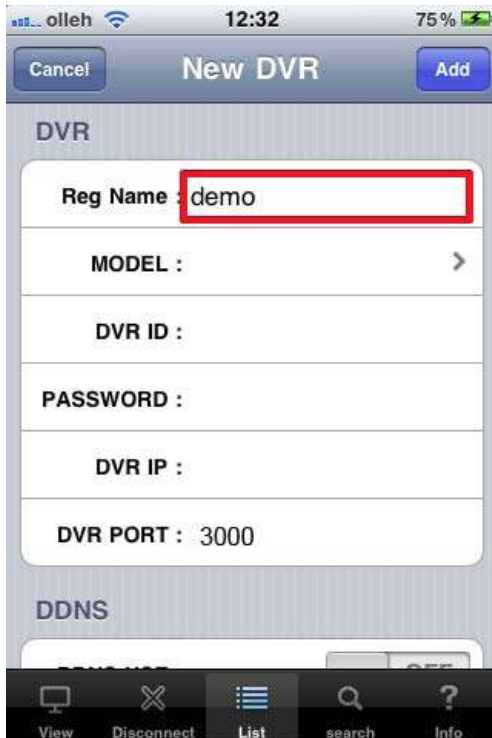 olleh 12:32 75%
Cancel New DVR Add
DVR
Reg Name : demo
MODEL :
DVR ID :
PASSWORD :
DVR IP :
DVR PORT : 3000
DDNS
OFF
View Disconnect List search Info